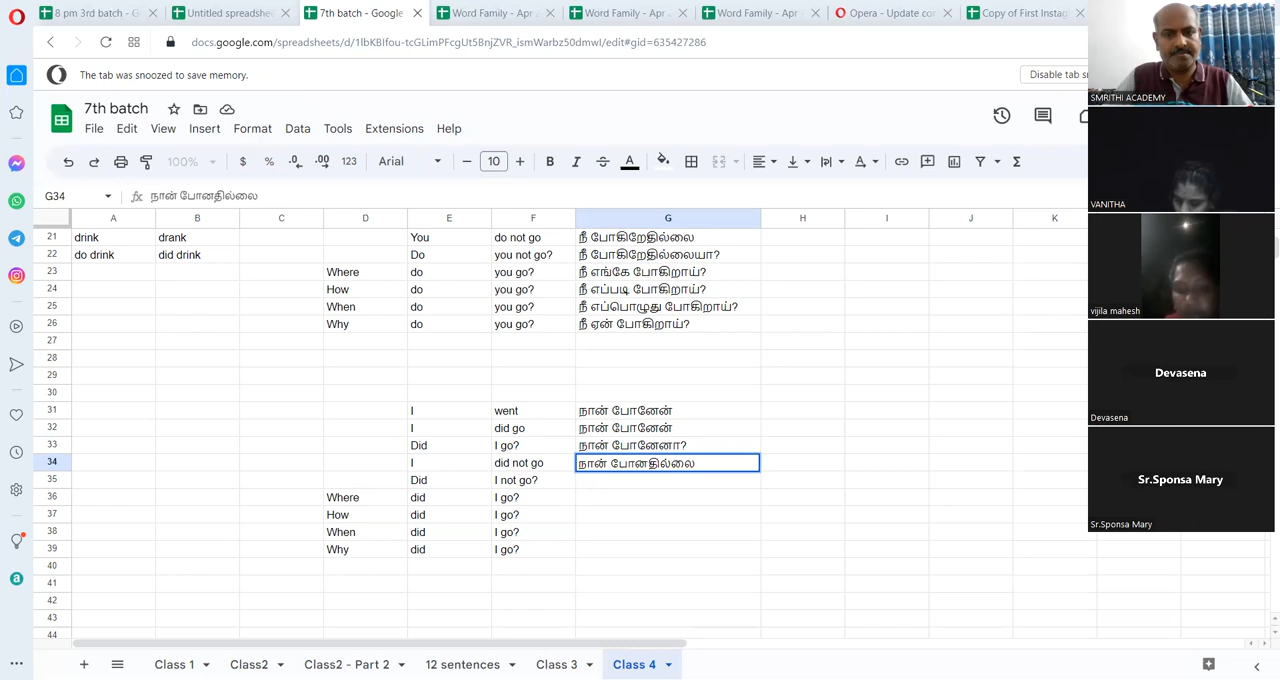 8 pm 3rd batch - G
Untitled spreadshee
7th batch - Google
Word Family - Apr
Word Family - Apr
Word Family - Apr
Opera - Update co
Copy of First Insta
docs.google.com/spreadsheets/d/1lbKBIfou-tcGLimPFcgUt5BnjZVR_ismWarbz50dmwI/edit#gid=635427286
The tab was snoozed to save memory.
Disable tab
7th batch
File Edit View Insert Format Data Tools Extensions Help
100% $ % .0 .00 123 Arial 10 B I A
G34 fx நான் போனதில்லை
A B C D E F G H I J K
21 drink drank You do not go நீ போகிறேதில்லை
22 do drink did drink Do you not go? நீ போகிறேதில்லையா?
23 Where do you go? நீ எங்கே போகிறாய்?
24 How do you go? நீ எப்படி போகிறாய்?
25 When do you go? நீ எப்பொழுது போகிறாய்?
26 Why do you go? நீ ஏன் போகிறாய்?
27
28
29
30
31 I went நான் போனேன்
32 I did go நான் போனேன்
33 Did I go? நான் போனேனா?
34 I did not go நான் போனதில்லை
35 Did I not go?
36 Where did I go?
37 How did I go?
38 When did I go?
39 Why did I go?
40
41
42
43
44
Class 1 Class2 Class2 - Part 2 12 sentences Class 3 Class 4
SMRITHI ACADEMY
VANITHA
vijila mahesh
Devasena
Devasena
Sr.Sponsa Mary
Sr.Sponsa Mary